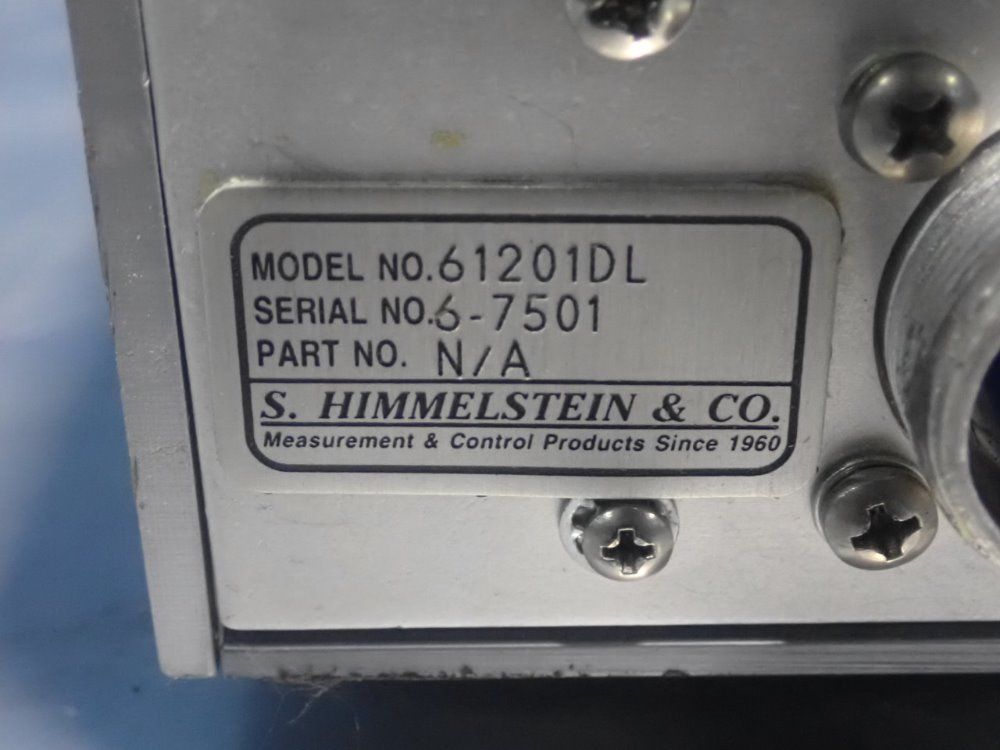 MODEL NO. 61201DL
SERIAL NO. 6-7501
PART NO. N/A
S. HIMMELSTEIN & CO.
Measurement & Control Products Since 1960